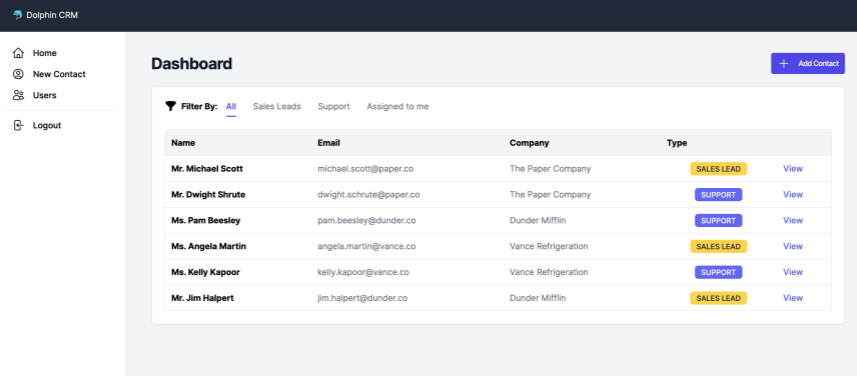 Dolphin CRM
Home
New Contact
Users
Logout
Dashboard
Add Contact
Filter By: All Sales Leads Support Assigned to me
Name Email Company Type
Mr. Michael Scott michael.scott@paper.co The Paper Company SALES LEAD View
Mr. Dwight Shrute dwight.schrute@paper.co The Paper Company SUPPORT View
Ms. Pam Beesley pam.beesley@dunder.co Dunder Mifflin SUPPORT View
Ms. Angela Martin angela.martin@vance.co Vance Refrigeration SALES LEAD View
Ms. Kelly Kapoor kelly.kapoor@vance.co Vance Refrigeration SUPPORT View
Mr. Jim Halpert jim.halpert@dunder.co Dunder Mifflin SALES LEAD View